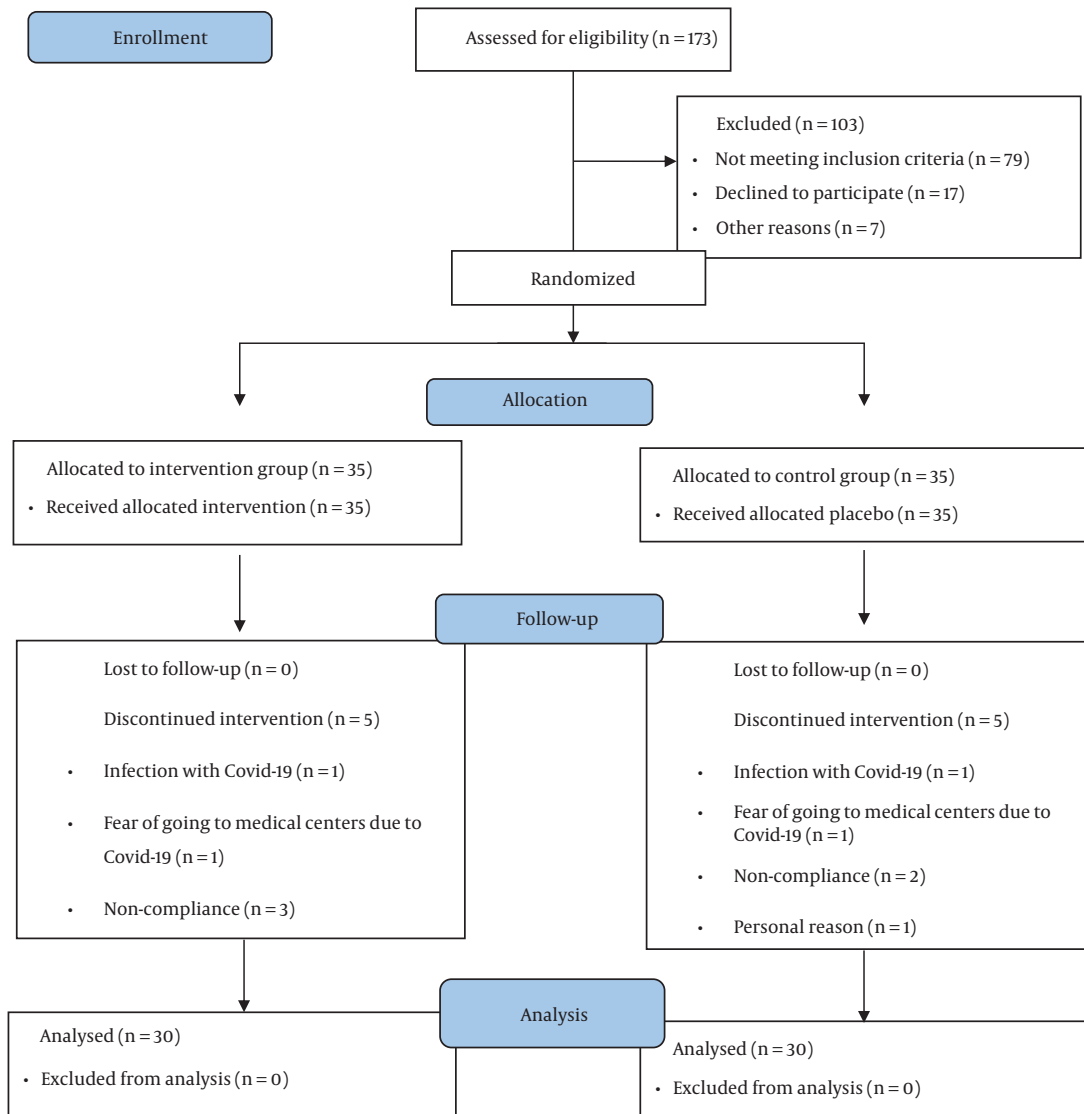 Enrollment
Assessed for eligibility (n = 173)
Excluded (n = 103)
• Not meeting inclusion criteria (n = 79)
• Declined to participate (n = 17)
• Other reasons (n = 7)
Randomized
Allocation
Allocated to intervention group (n = 35)
• Received allocated intervention (n = 35)
Allocated to control group (n = 35)
• Received allocated placebo (n = 35)
Follow-up
Lost to follow-up (n = 0)
Discontinued intervention (n = 5)
• Infection with Covid-19 (n = 1)
• Fear of going to medical centers due to
Covid-19 (n = 1)
• Non-compliance (n = 3)
Lost to follow-up (n = 0)
Discontinued intervention (n = 5)
• Infection with Covid-19 (n = 1)
• Fear of going to medical centers due to
Covid-19 (n = 1)
• Non-compliance (n = 2)
• Personal reason (n = 1)
Analysis
Analysed (n = 30)
• Excluded from analysis (n = 0)
Analysed (n = 30)
• Excluded from analysis (n = 0)